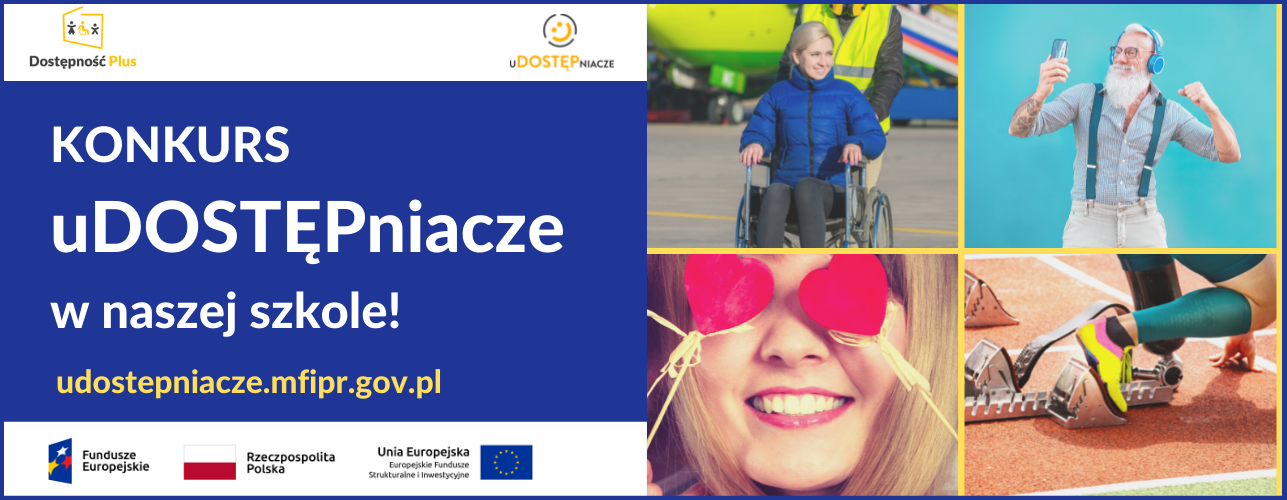 Dostępność Plus
uDOSTĘPNIACZE
KONKURS
uDOSTĘPniacze
w naszej szkole!
udostepniacze.mfipr.gov.pl
Fundusze
Europejskie
Rzeczpospolita
Polska
Unia Europejska
Europejskie Fundusze
Strukturalne i Inwestycyjne